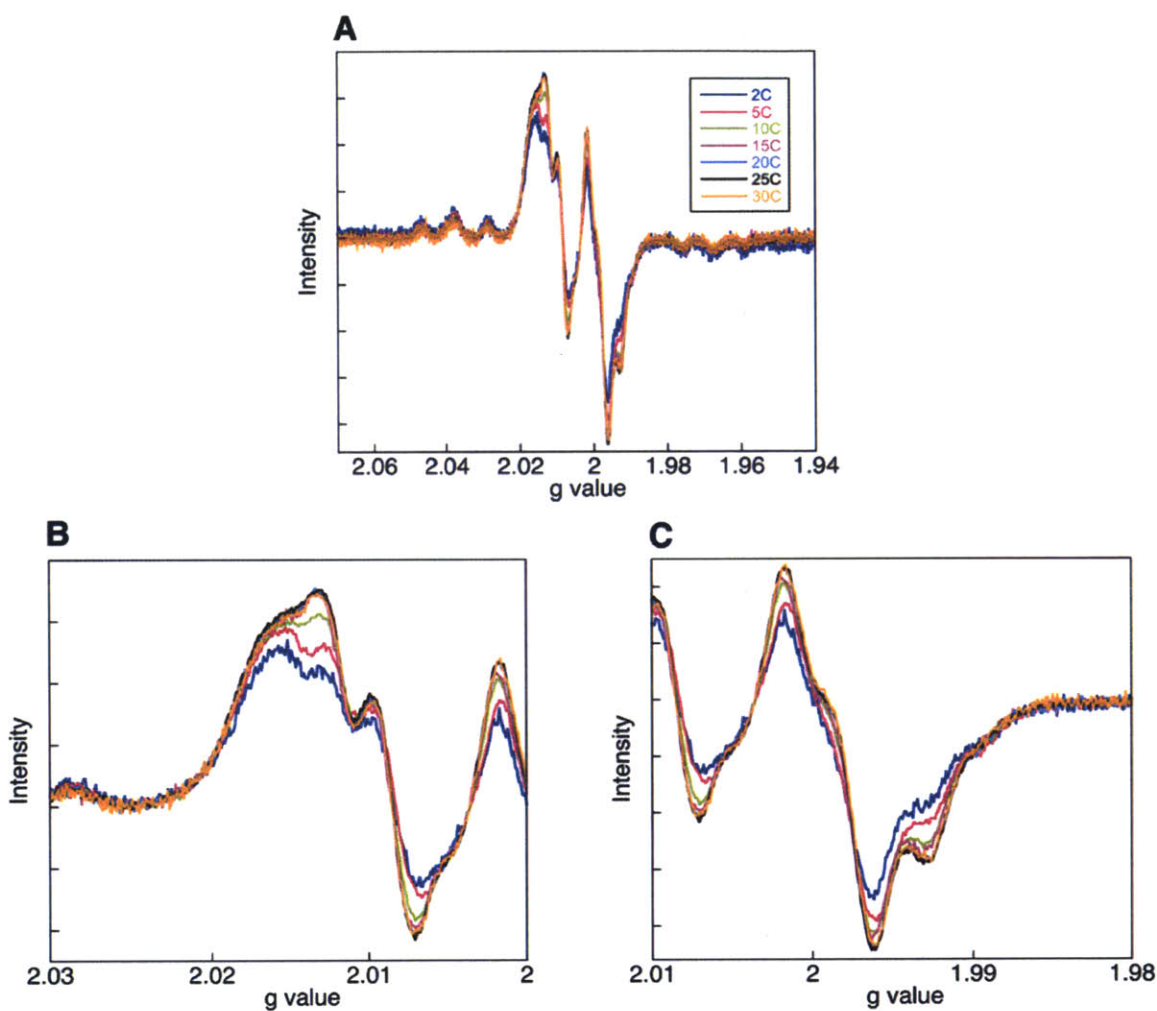 A
Intensity
2C
5C
10C
15C
20C
25C
30C
2.06 2.04 2.02 2 1.98 1.96 1.94
g value
B
Intensity
2.03 2.02 2.01 2
g value
C
Intensity
2.01 2 1.99 1.98
g value